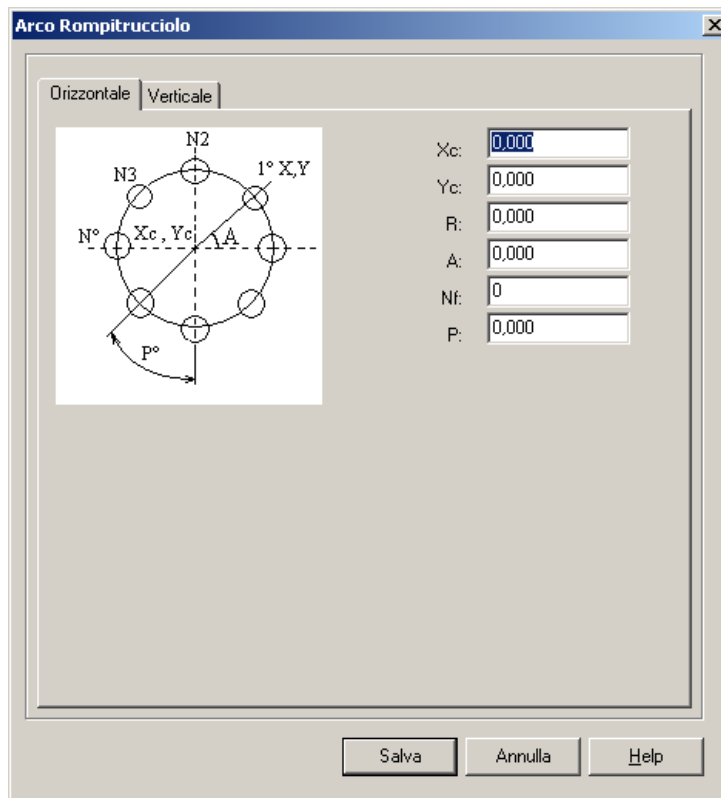 Arco Rompitrucciolo
Orizzontale
Verticale
N2
N3
1° X,Y
N°
Xc , Yc
A
P°
Xc: 0,000
Yc: 0,000
R: 0,000
A: 0,000
Nf: 0
P: 0,000
Salva
Annulla
Help